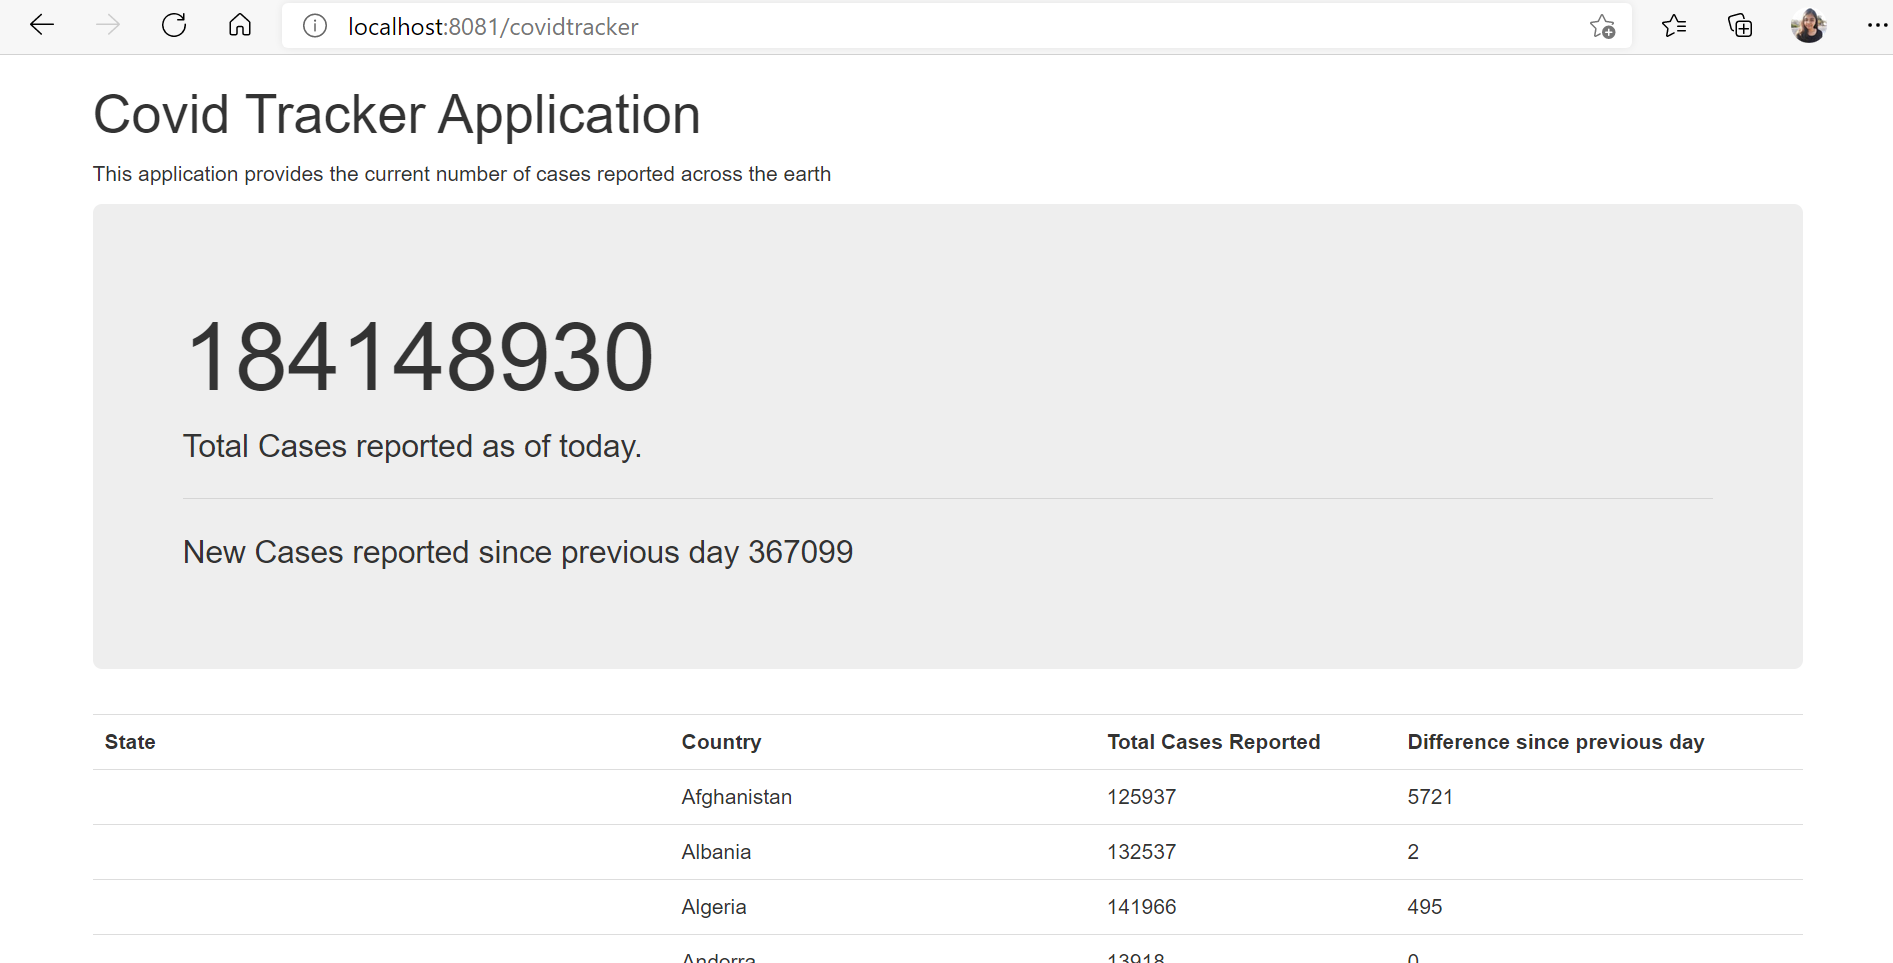 localhost:8081/covidtracker
Covid Tracker Application
This application provides the current number of cases reported across the earth
184148930
Total Cases reported as of today.
New Cases reported since previous day 367099
State Country Total Cases Reported Difference since previous day
Afghanistan 125937 5721
Albania 132537 2
Algeria 141966 495
Andorra 13918 0